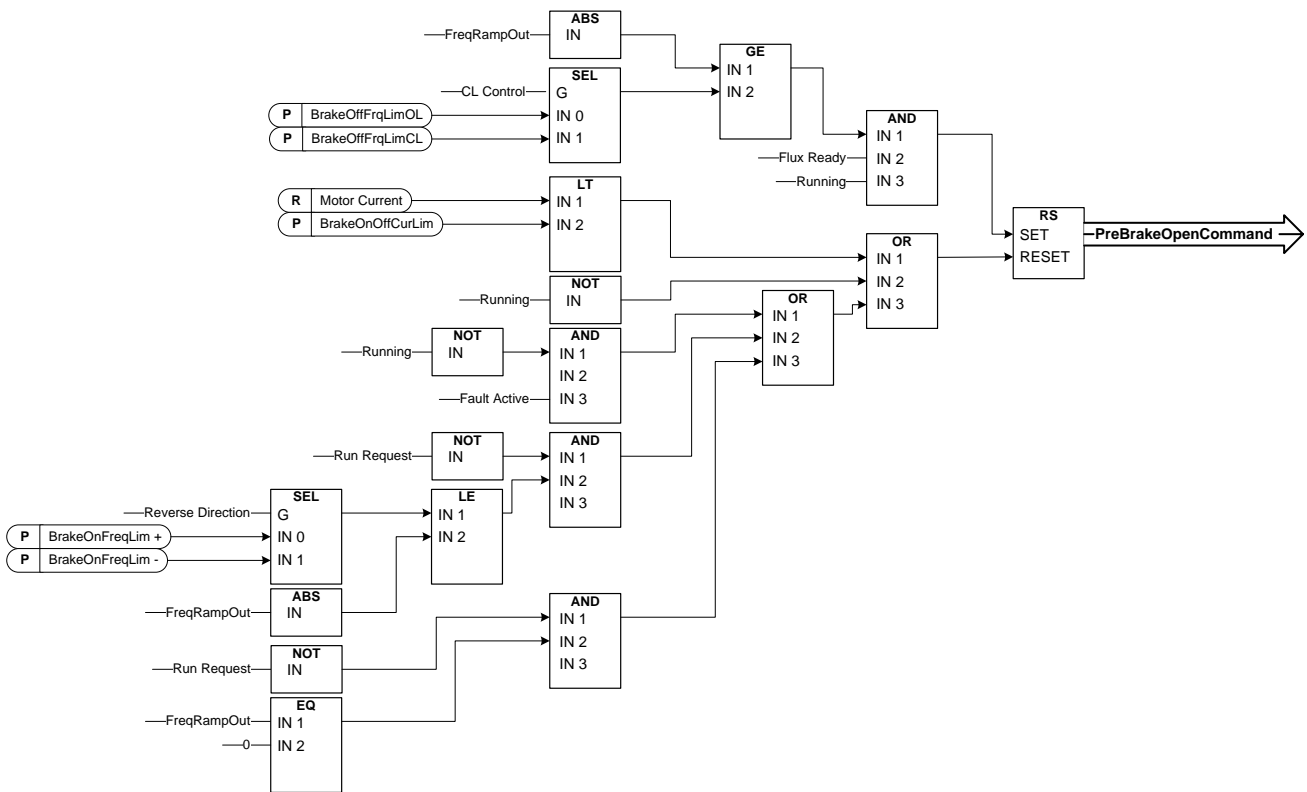 ABS
FreqRampOut
IN
GE
IN 1
IN 2
SEL
CL Control
G
P BrakeOffFrqLimOL
IN 0
P BrakeOffFrqLimCL
IN 1
AND
IN 1
Flux Ready
IN 2
Running
IN 3
LT
R Motor Current
IN 1
P BrakeOnOffCurLim
IN 2
RS
SET
RESET
PreBrakeOpenCommand
OR
IN 1
IN 2
IN 3
NOT
Running
IN
OR
IN 1
IN 2
IN 3
NOT
Running
IN
AND
IN 1
IN 2
Fault Active
IN 3
NOT
Run Request
IN
AND
IN 1
IN 2
IN 3
SEL
Reverse Direction
G
P BrakeOnFreqLim +
IN 0
P BrakeOnFreqLim -
IN 1
LE
IN 1
IN 2
ABS
FreqRampOut
IN
AND
IN 1
IN 2
IN 3
NOT
Run Request
IN
EQ
FreqRampOut
IN 1
0
IN 2